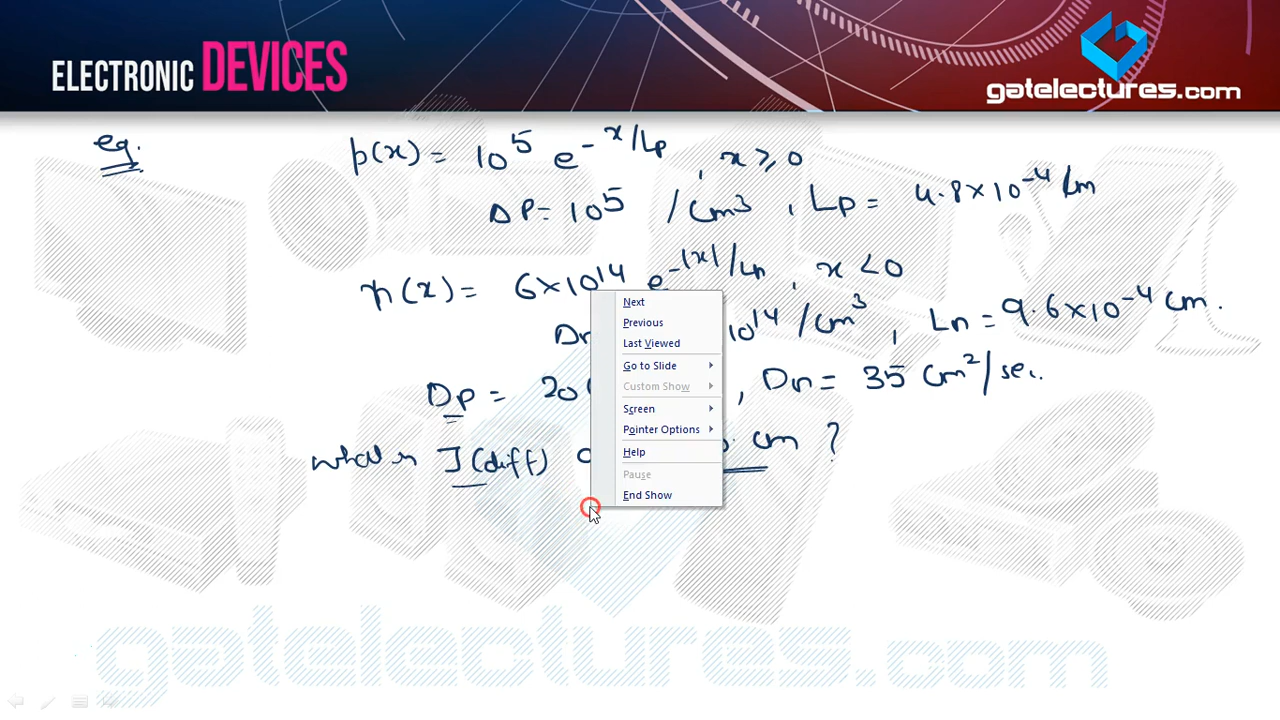 ELECTRONIC DEVICES
gatelectures.com
eg.
p(x) = 10^5 e^-x/Lp , x ≥ 0
Δp = 10^5 /cm^3 , Lp = 4.8×10^-4 cm
n(x) = 6×10^14 e^-|x|/Ln , x < 0
Δn 10^14 /cm^3 , Ln = 9.6×10^-4 cm.
Dp = 20 , Dn = 35 cm^2/sec.
what is J(diff) cm ?
Next
Previous
Last Viewed
Go to Slide
Custom Show
Screen
Pointer Options
Help
Pause
End Show
gatelectures.com